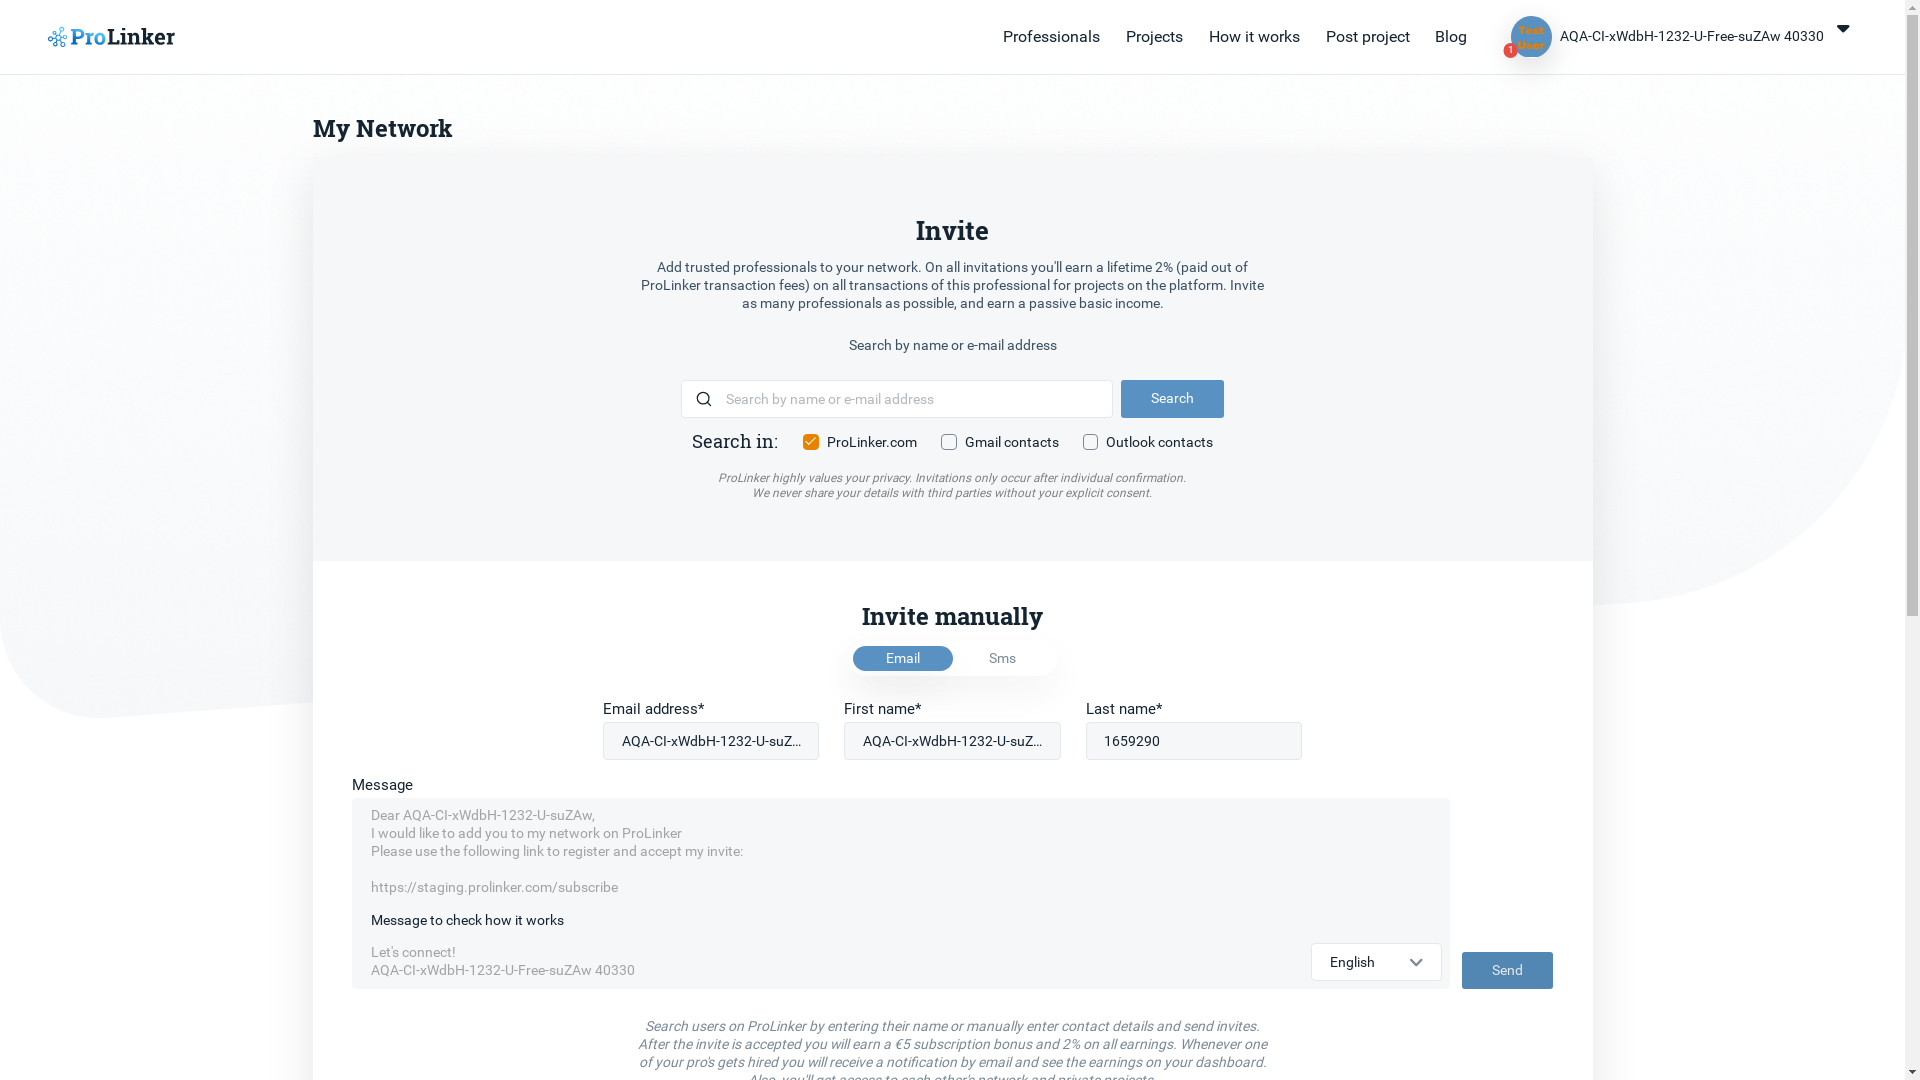 ProLinker
Professionals
Projects
How it works
Post project
Blog
Test User
1
AQA-CI-xWdbH-1232-U-Free-suZAw 40330
My Network
Invite
Add trusted professionals to your network. On all invitations you'll earn a lifetime 2% (paid out of
ProLinker transaction fees) on all transactions of this professional for projects on the platform. Invite
as many professionals as possible, and earn a passive basic income.
Search by name or e-mail address
Search by name or e-mail address
Search
Search in:
ProLinker.com
Gmail contacts
Outlook contacts
ProLinker highly values your privacy. Invitations only occur after individual confirmation.
We never share your details with third parties without your explicit consent.
Invite manually
Email
Sms
Email address*
First name*
Last name*
AQA-CI-xWdbH-1232-U-suZ...
AQA-CI-xWdbH-1232-U-suZ...
1659290
Message
Dear AQA-CI-xWdbH-1232-U-suZAw,
I would like to add you to my network on ProLinker
Please use the following link to register and accept my invite:
https://staging.prolinker.com/subscribe
Message to check how it works
Let's connect!
AQA-CI-xWdbH-1232-U-Free-suZAw 40330
English
Send
Search users on ProLinker by entering their name or manually enter contact details and send invites.
After the invite is accepted you will earn a €5 subscription bonus and 2% on all earnings. Whenever one
of your pro's gets hired you will receive a notification by email and see the earnings on your dashboard.
Also, you'll get access to each other's network and private projects.